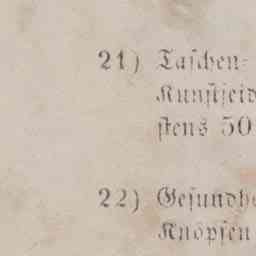 21) Taſchen⸗
Kunſtſeid
ſtens 50
22) Geſundhe
Knöpfen